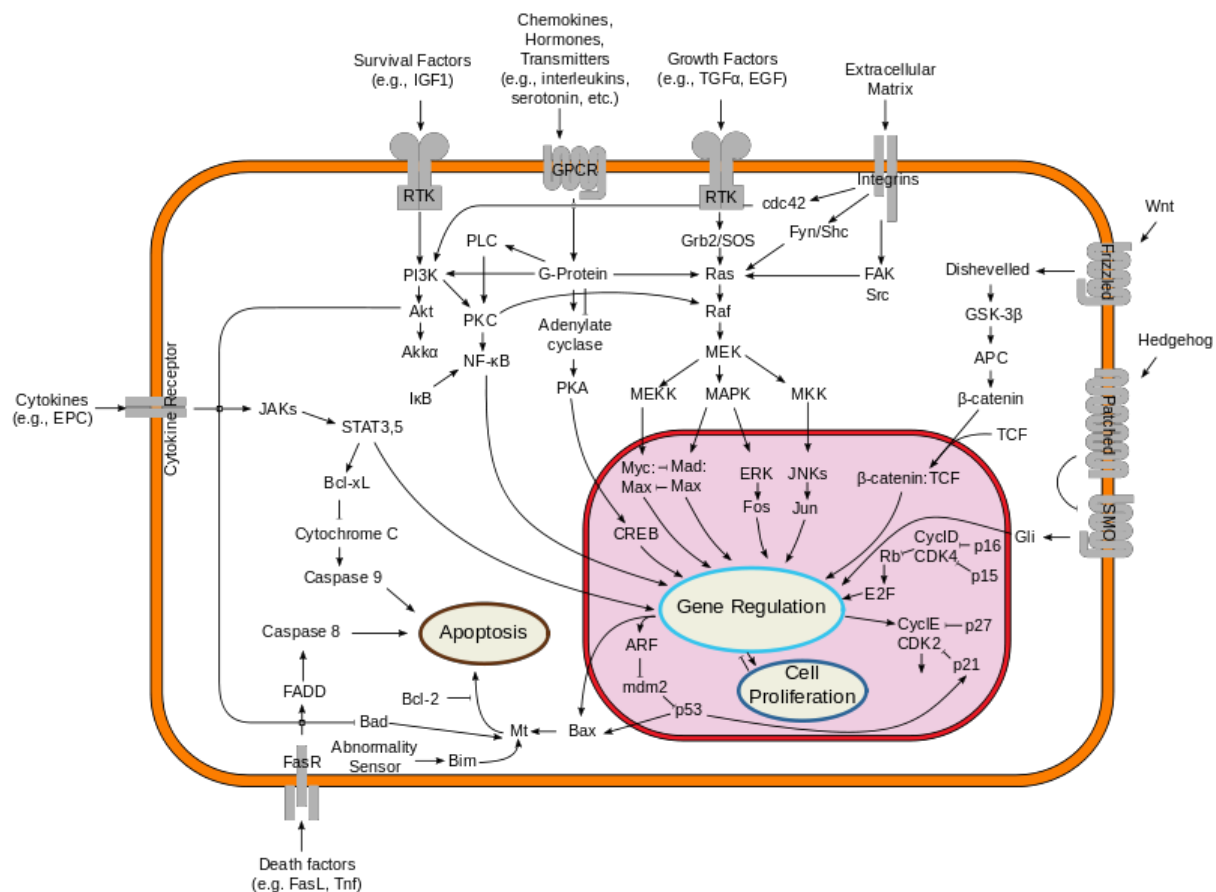 Chemokines,
Hormones,
Transmitters
(e.g., interleukins,
serotonin, etc.)
Survival Factors
(e.g., IGF1)
Growth Factors
(e.g., TGFα, EGF)
Extracellular
Matrix
RTK
GPCR
RTK
Integrins
cdc42
Wnt
Fyn/Shc
Grb2/SOS
PLC
Frizzled
PI3K
G-Protein
Ras
FAK
Src
Dishevelled
Akt
PKC
Raf
GSK-3β
Adenylate
cyclase
Hedgehog
Akkα
NF-κB
MEK
APC
PKA
IκB
MEKK
MAPK
MKK
β-catenin
Cytokines
(e.g., EPC)
Cytokine Receptor
JAKs
Patched
STAT3,5
TCF
Myc:
Mad:
Max
Max
ERK
JNKs
β-catenin: TCF
Bcl-xL
Fos
Jun
SMO
Cytochrome C
CREB
Gli
CyclD
CDK4
p16
Rb
p15
Caspase 9
E2F
Gene Regulation
Caspase 8
Apoptosis
ARF
CyclE
CDK2
p27
p21
FADD
Bcl-2
mdm2
Cell
Proliferation
p53
Bad
Mt
Bax
FasR
Abnormality
Sensor
Bim
Death factors
(e.g. FasL, Tnf)